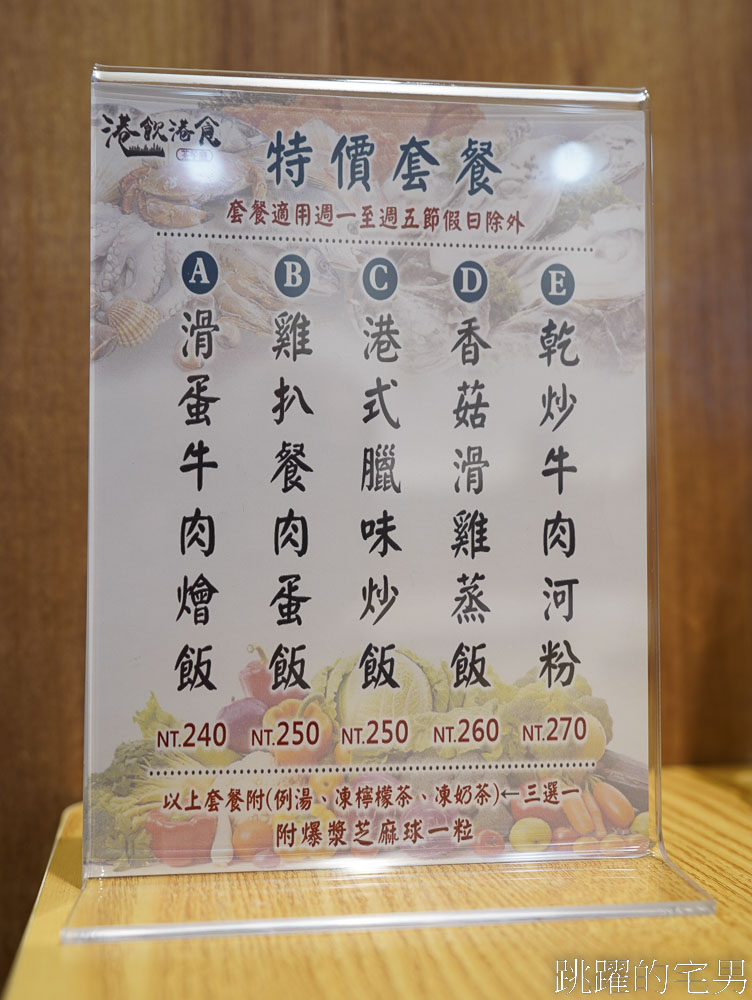 港飲港食
特價套餐
套餐適用週一至週五節假日除外
A
滑蛋牛肉燴飯
NT.240
B
雞扒餐肉蛋飯
NT.250
C
港式臘味炒飯
NT.250
D
香菇滑雞蒸飯
NT.260
E
乾炒牛肉河粉
NT.270
以上套餐附(例湯、凍檸檬茶、凍奶茶)←三選一
附爆漿芝麻球一粒
跳躍的宅男